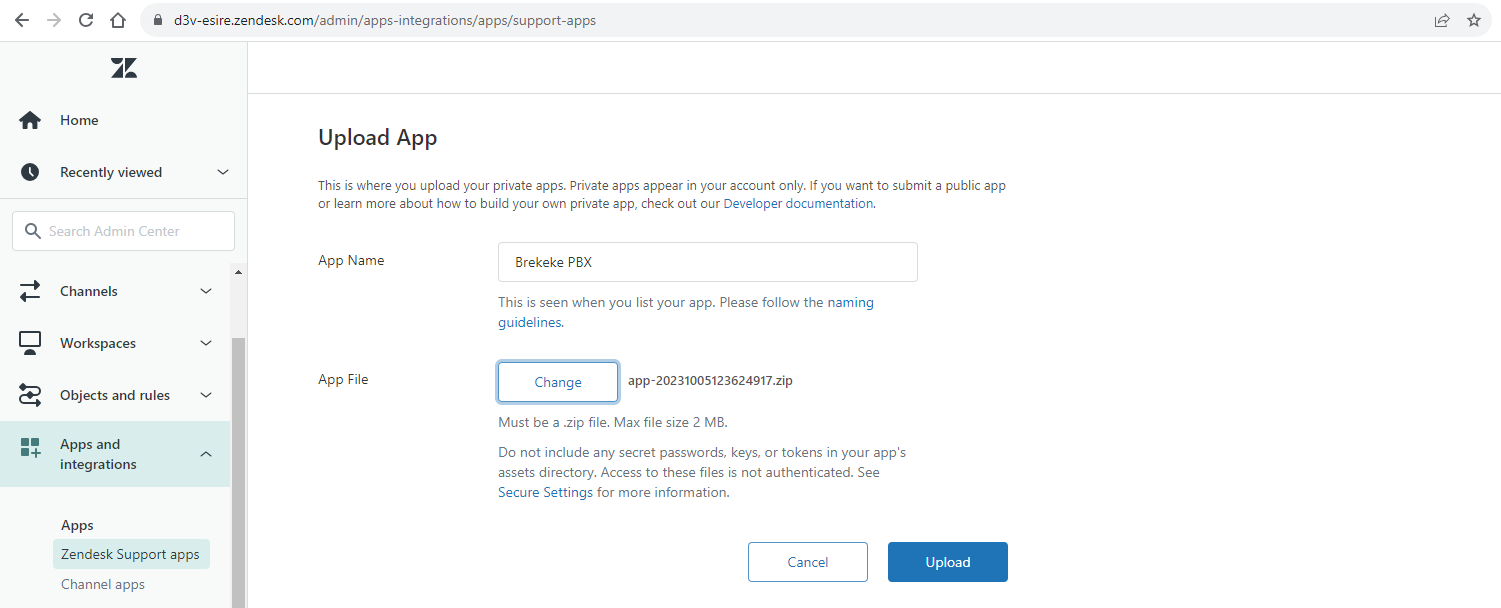 d3v-esire.zendesk.com/admin/apps-integrations/apps/support-apps
Home
Recently viewed
Search Admin Center
Channels
Workspaces
Objects and rules
Apps and
integrations
Apps
Zendesk Support apps
Channel apps
Upload App
This is where you upload your private apps. Private apps appear in your account only. If you want to submit a public app
or learn more about how to build your own private app, check out our Developer documentation.
App Name
Brekeke PBX
This is seen when you list your app. Please follow the naming
guidelines.
App File
Change
app-20231005123624917.zip
Must be a .zip file. Max file size 2 MB.
Do not include any secret passwords, keys, or tokens in your app's
assets directory. Access to these files is not authenticated. See
Secure Settings for more information.
Cancel
Upload